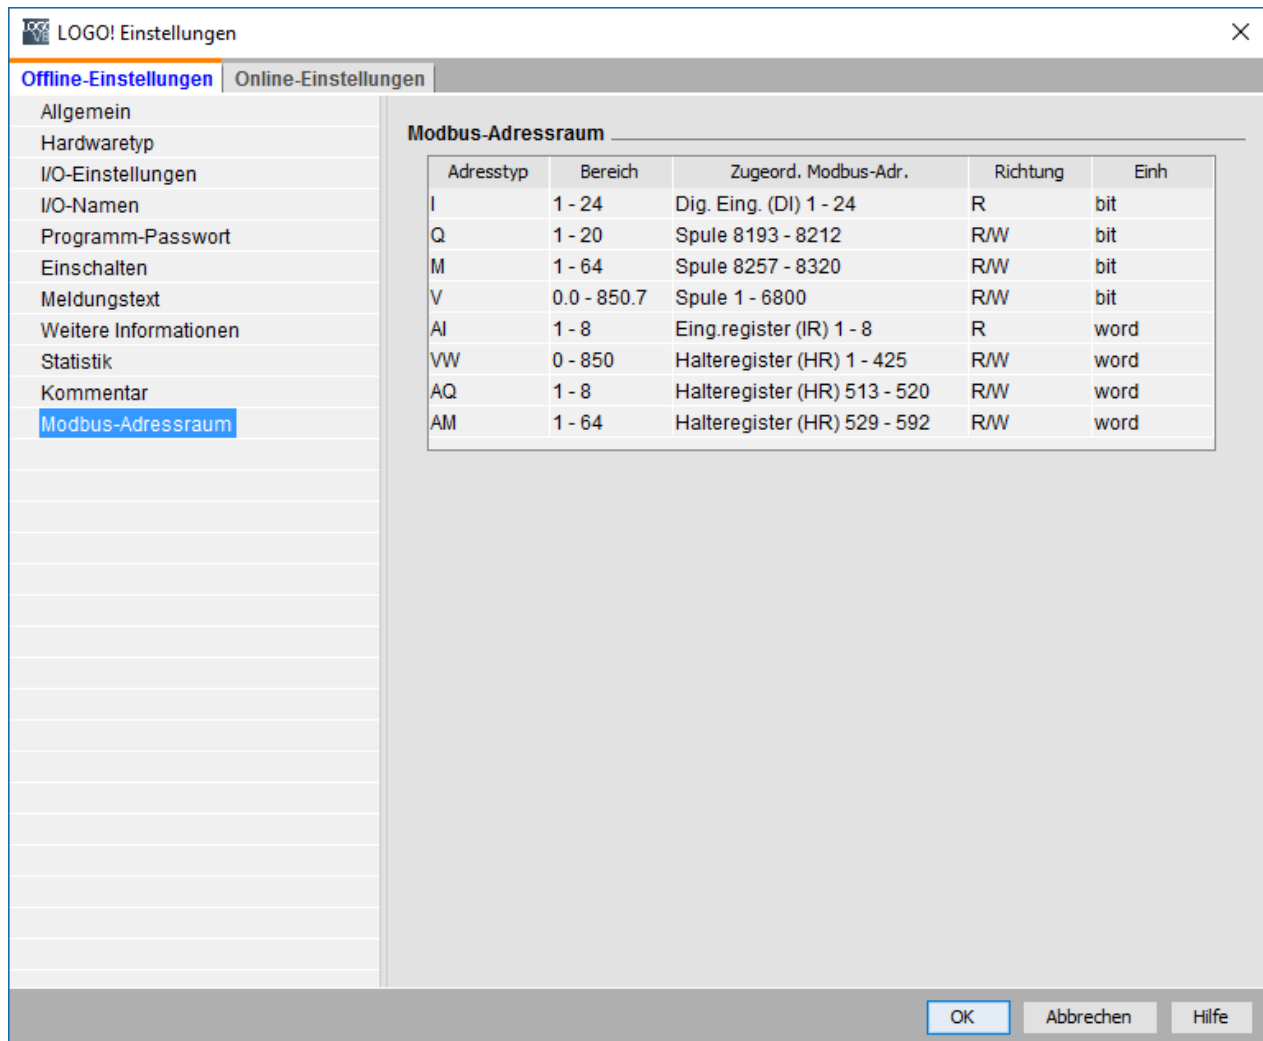 LOGO! Einstellungen
Offline-Einstellungen Online-Einstellungen
Allgemein
Hardwaretyp
I/O-Einstellungen
I/O-Namen
Programm-Passwort
Einschalten
Meldungstext
Weitere Informationen
Statistik
Kommentar
Modbus-Adressraum
Modbus-Adressraum
Adresstyp Bereich Zugeord. Modbus-Adr. Richtung Einh
I 1 - 24 Dig. Eing. (DI) 1 - 24 R bit
Q 1 - 20 Spule 8193 - 8212 R/W bit
M 1 - 64 Spule 8257 - 8320 R/W bit
V 0.0 - 850.7 Spule 1 - 6800 R/W bit
AI 1 - 8 Eing.register (IR) 1 - 8 R word
VW 0 - 850 Halteregister (HR) 1 - 425 R/W word
AQ 1 - 8 Halteregister (HR) 513 - 520 R/W word
AM 1 - 64 Halteregister (HR) 529 - 592 R/W word
OK Abbrechen Hilfe